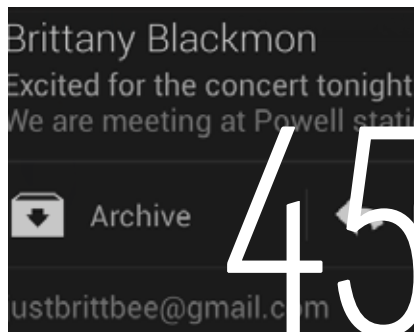 Brittany Blackmon
Excited for the concert tonight
We are meeting at Powell stati
45
Archive
ustbrittbee@gmail.com